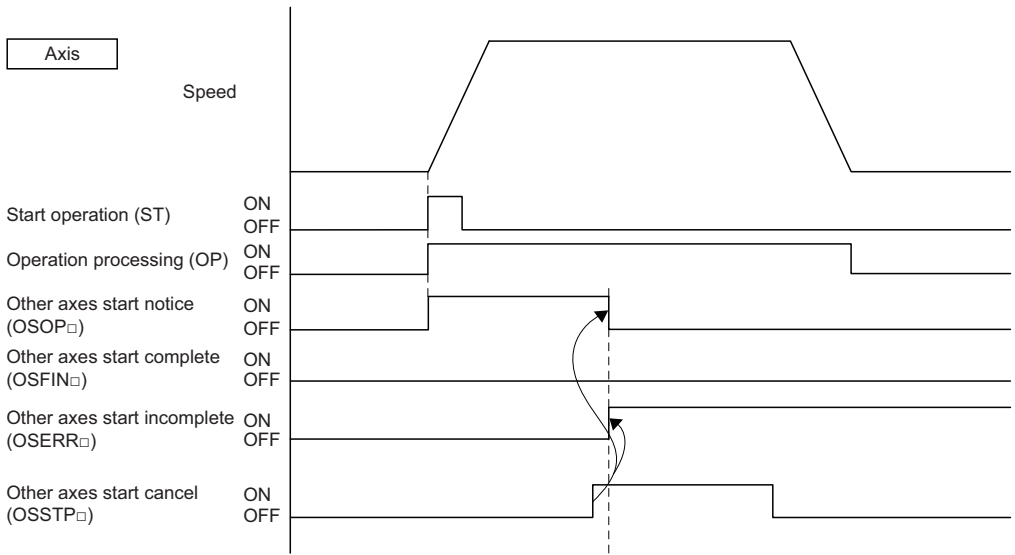 Axis
Speed
Start operation (ST)
ON
OFF
Operation processing (OP)
ON
OFF
Other axes start notice
(OSOP□)
ON
OFF
Other axes start complete
(OSFIN□)
ON
OFF
Other axes start incomplete
(OSERR□)
ON
OFF
Other axes start cancel
(OSSTP□)
ON
OFF